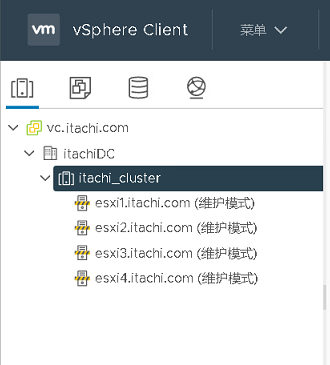 vm vSphere Client 菜单
vc.itachi.com
itachiDC
itachi_cluster
esxi1.itachi.com (维护模式)
esxi2.itachi.com (维护模式)
esxi3.itachi.com (维护模式)
esxi4.itachi.com (维护模式)